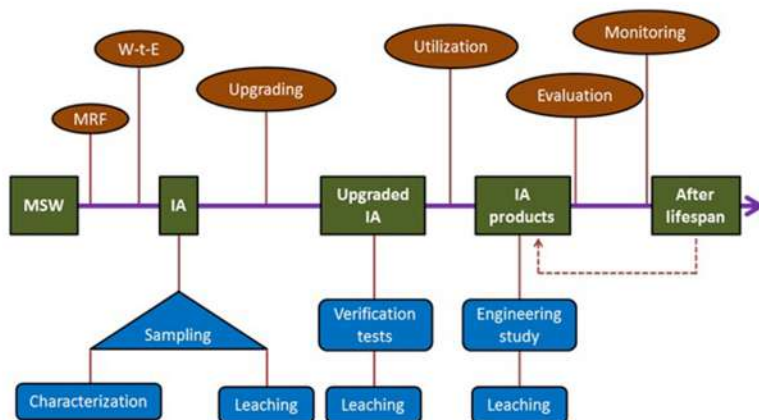 Monitoring
W-t-E
Utilization
Upgrading
Evaluation
MRF
MSW
IA
Upgraded
IA
IA
products
After
lifespan
Sampling
Verification
tests
Engineering
study
Characterization
Leaching
Leaching
Leaching